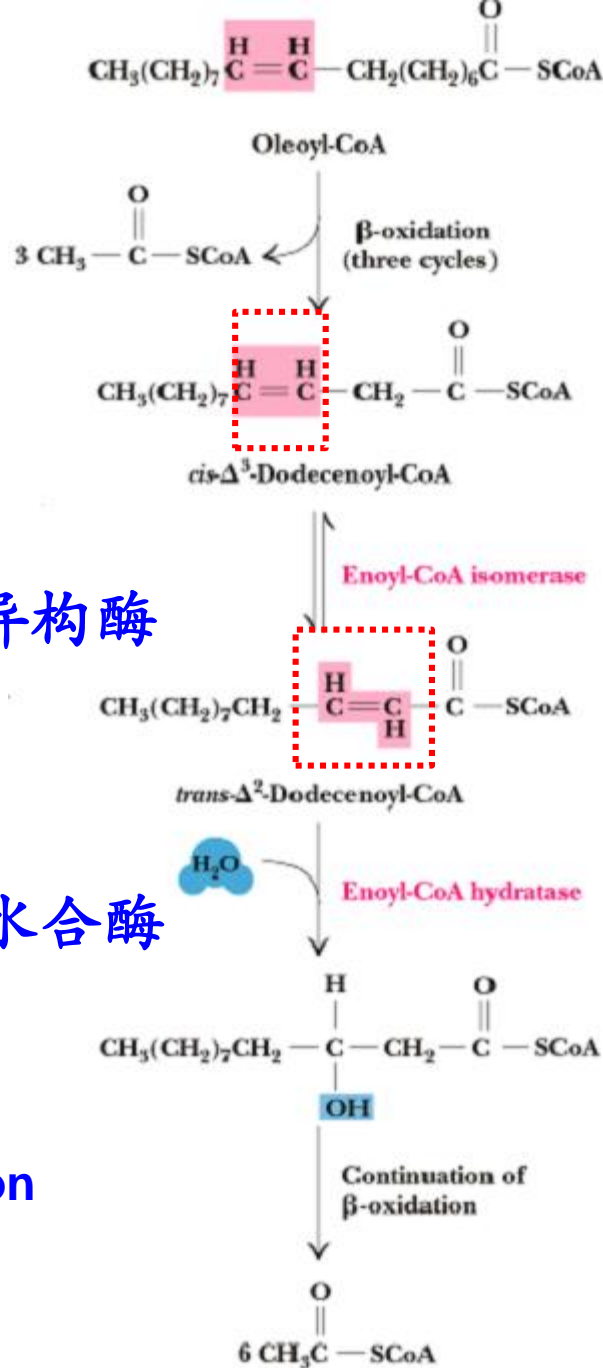 O
||
H H
CH₃(CH₂)₇C=C—CH₂(CH₂)₆C—SCoA
Oleoyl-CoA
O
||
3 CH₃—C—SCoA
β-oxidation
(three cycles)
O
||
H H
CH₃(CH₂)₇C=C—CH₂—C—SCoA
cis-Δ³-Dodecenoyl-CoA
Enoyl-CoA isomerase
异构酶
O
||
H
CH₃(CH₂)₇CH₂—C=C—C—SCoA
H
trans-Δ²-Dodecenoyl-CoA
H₂O
Enoyl-CoA hydratase
水合酶
H O
| ||
CH₃(CH₂)₇CH₂—C—CH₂—C—SCoA
|
OH
on
Continuation of
β-oxidation
O
||
6 CH₃C—SCoA